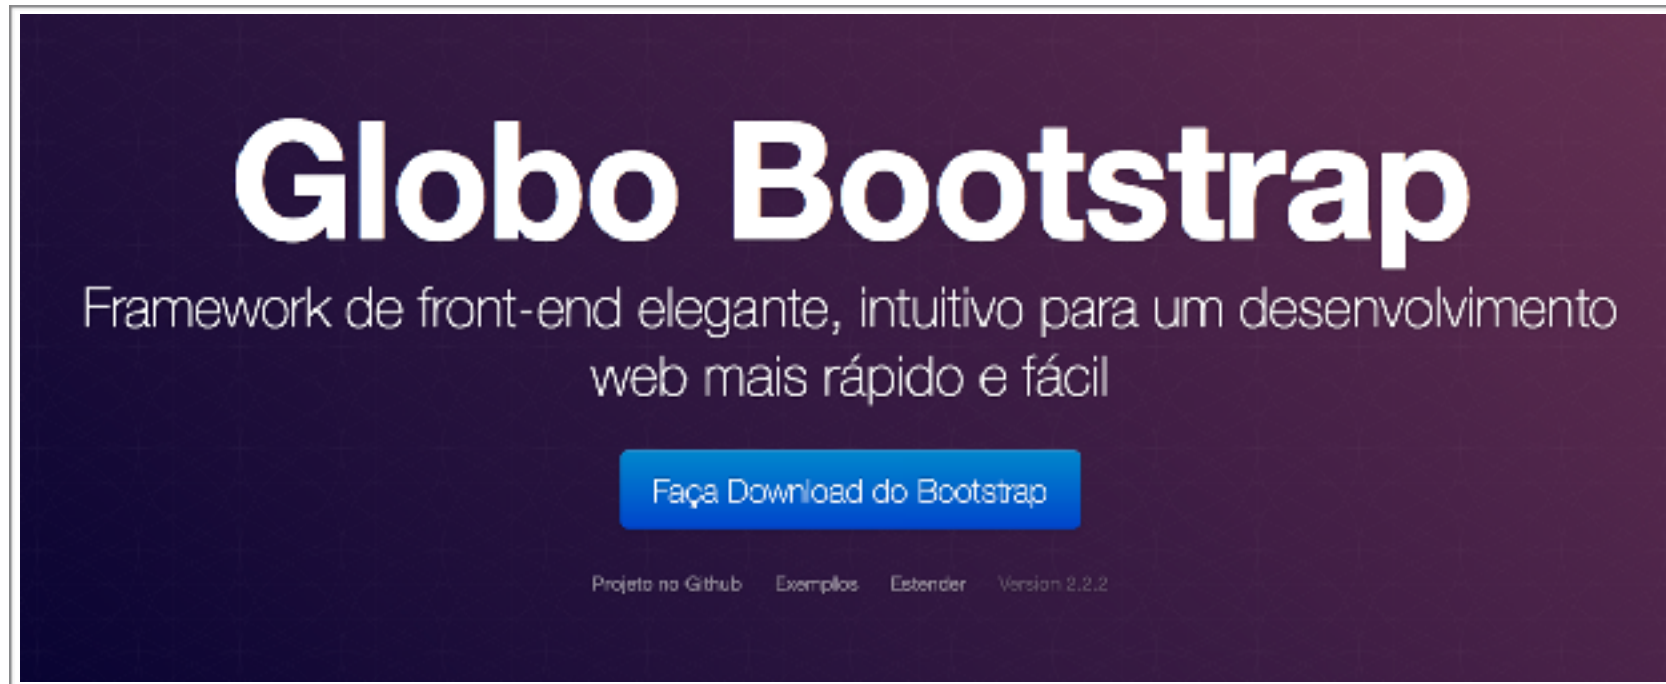 Globo Bootstrap
Framework de front-end elegante, intuitivo para um desenvolvimento
web mais rápido e fácil
Faça Download do Bootstrap
Projeto no Github Exemplos Estender Version 2.2.2